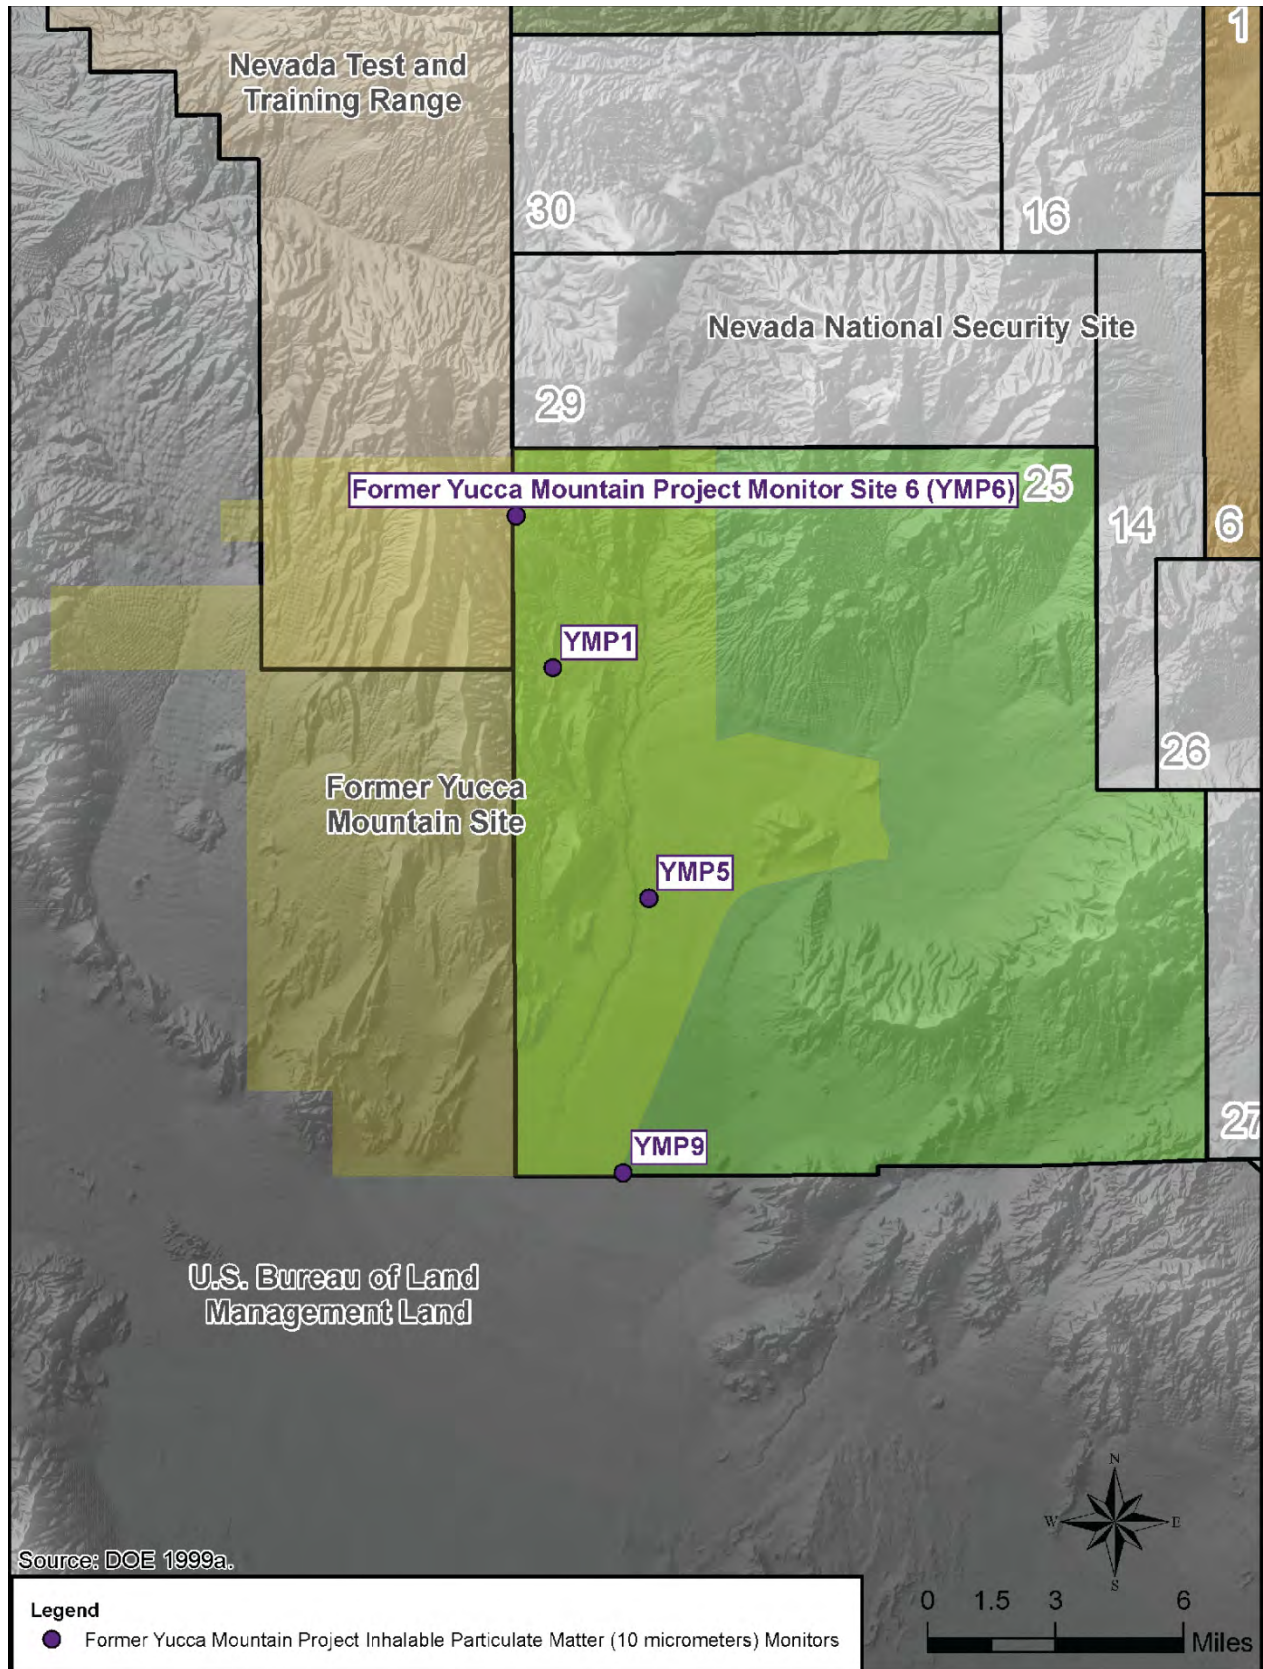 1
Nevada Test and
Training Range
30
16
Nevada National Security Site
29
Former Yucca Mountain Project Monitor Site 6 (YMP6)
25
14
6
YMP1
26
Former Yucca
Mountain Site
YMP5
27
YMP9
U.S. Bureau of Land
Management Land
N
W
E
S
Source: DOE 1999a.
Legend
Former Yucca Mountain Project Inhalable Particulate Matter (10 micrometers) Monitors
0 1.5 3 6
Miles